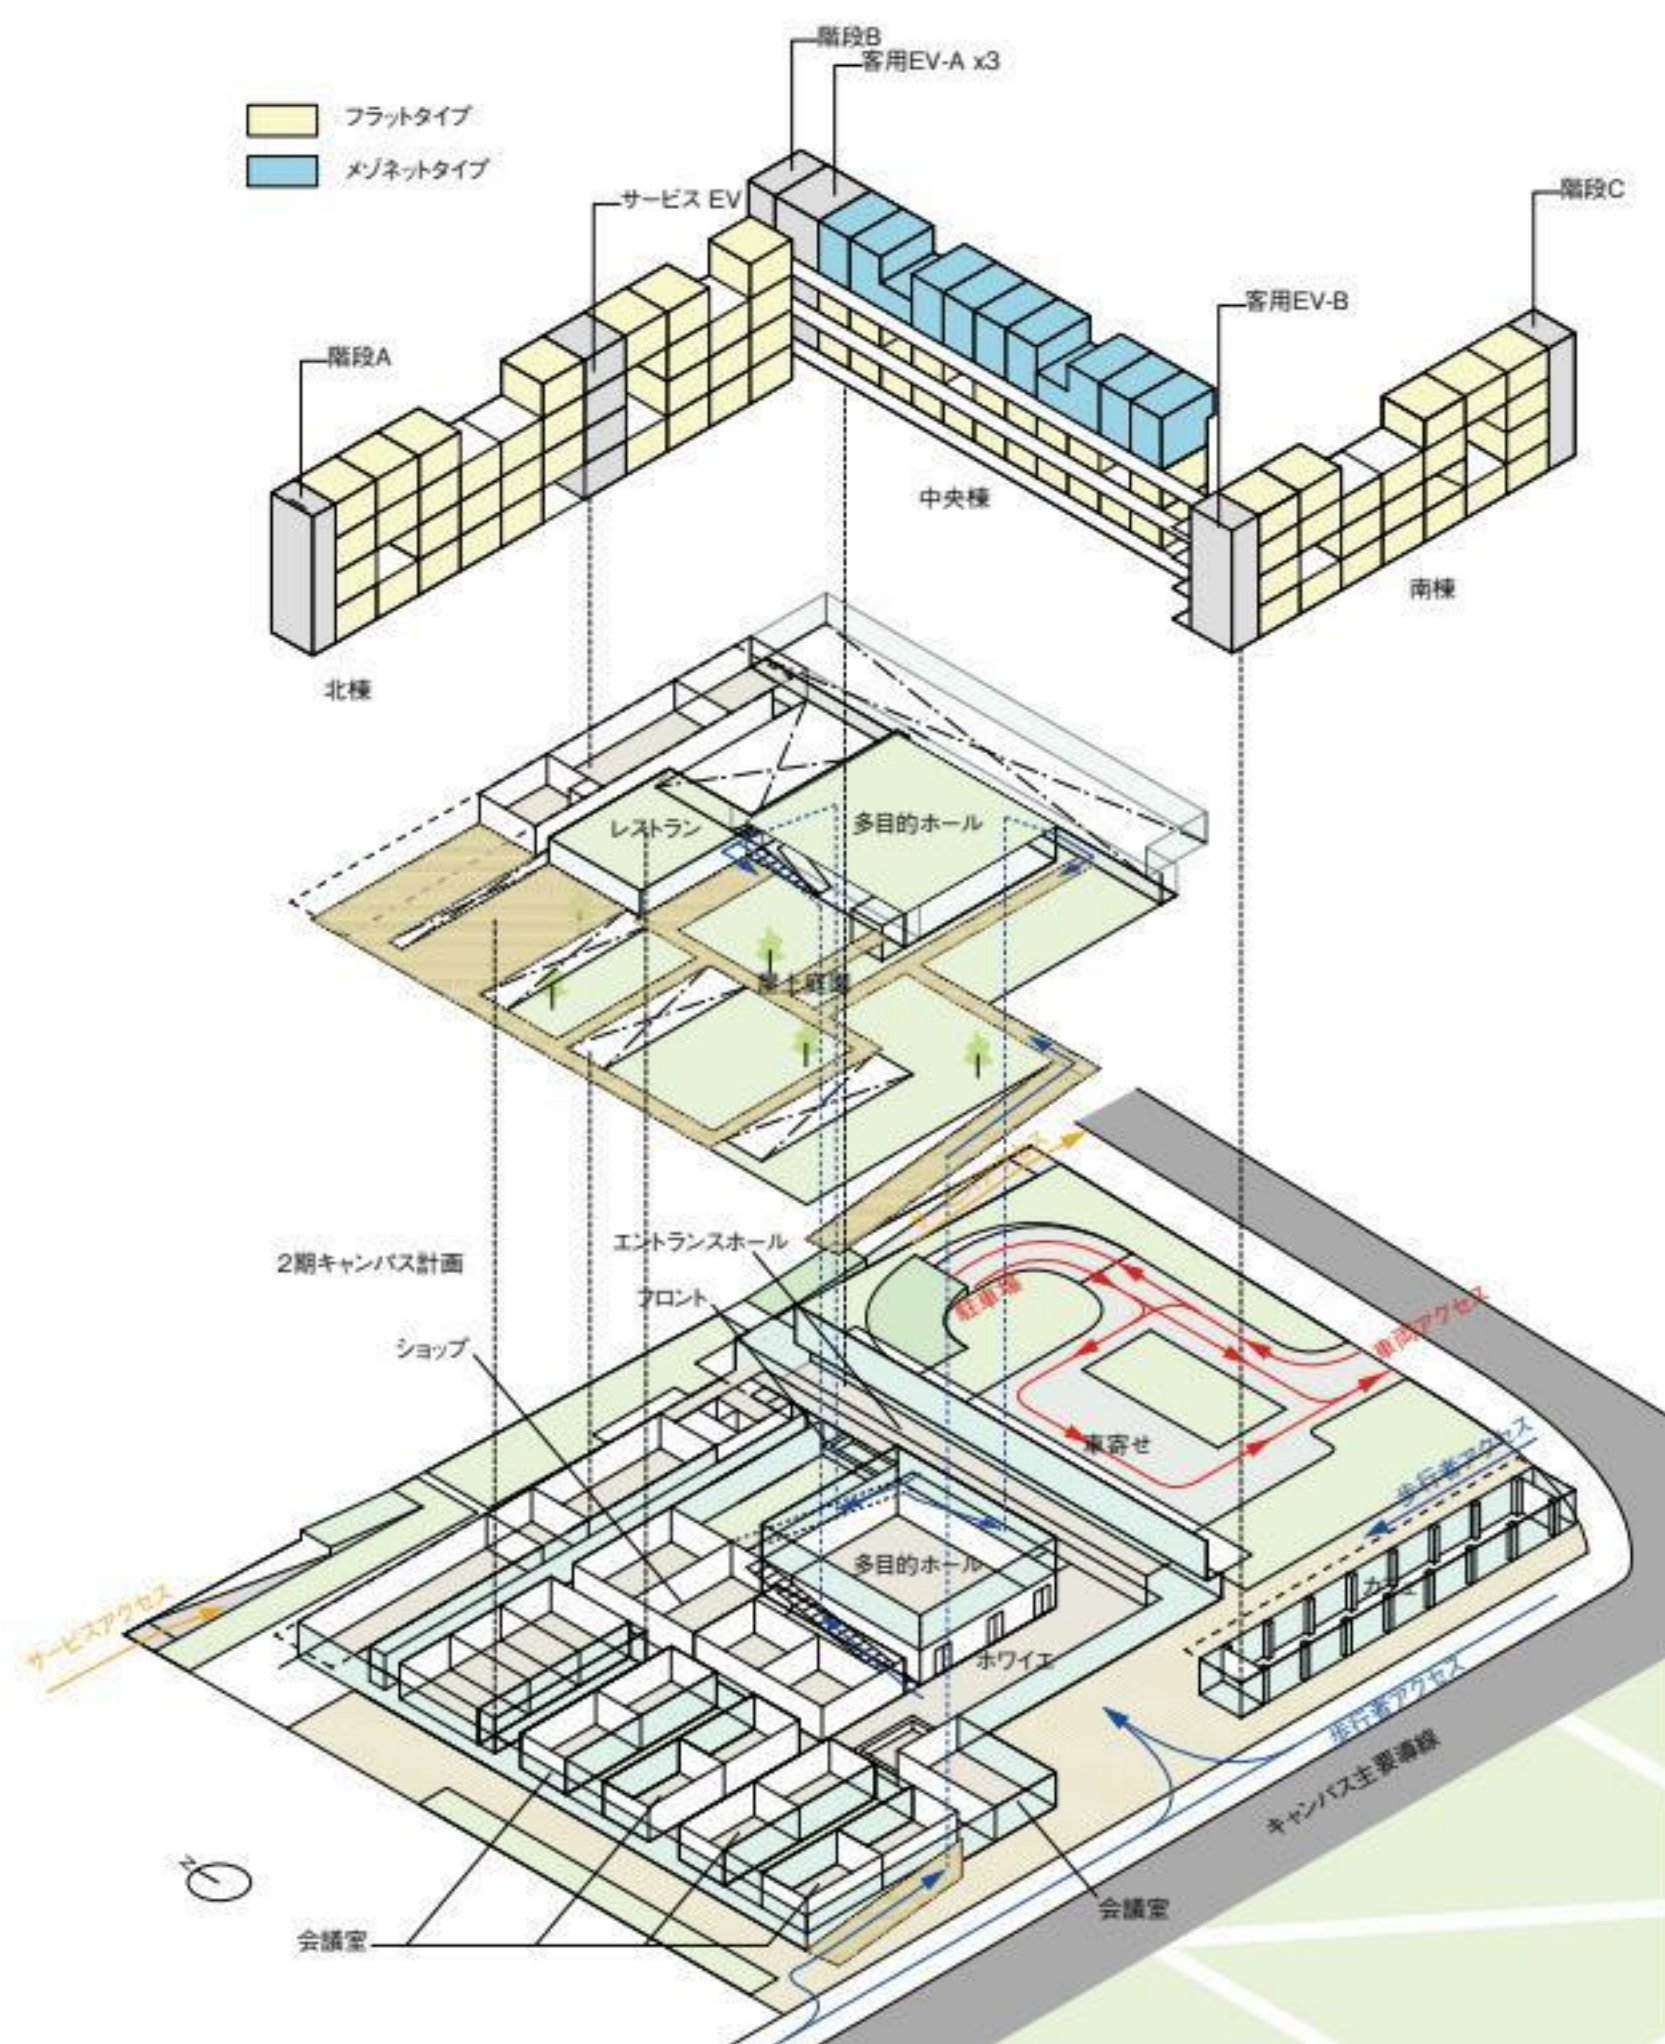 階段B
客用EV-A x3
フラットタイプ
メゾネットタイプ
サービス EV
階段C
客用EV-B
階段A
中央棟
南棟
北棟
レストラン
多目的ホール
屋上庭園
2期キャンパス計画
エントランスホール
フロント
ショップ
駐車場
車両アクセス
車寄せ
歩行者アクセス
多目的ホール
カフェ
サービスアクセス
ホワイエ
歩行者アクセス
キャンパス主要導線
N
会議室
会議室